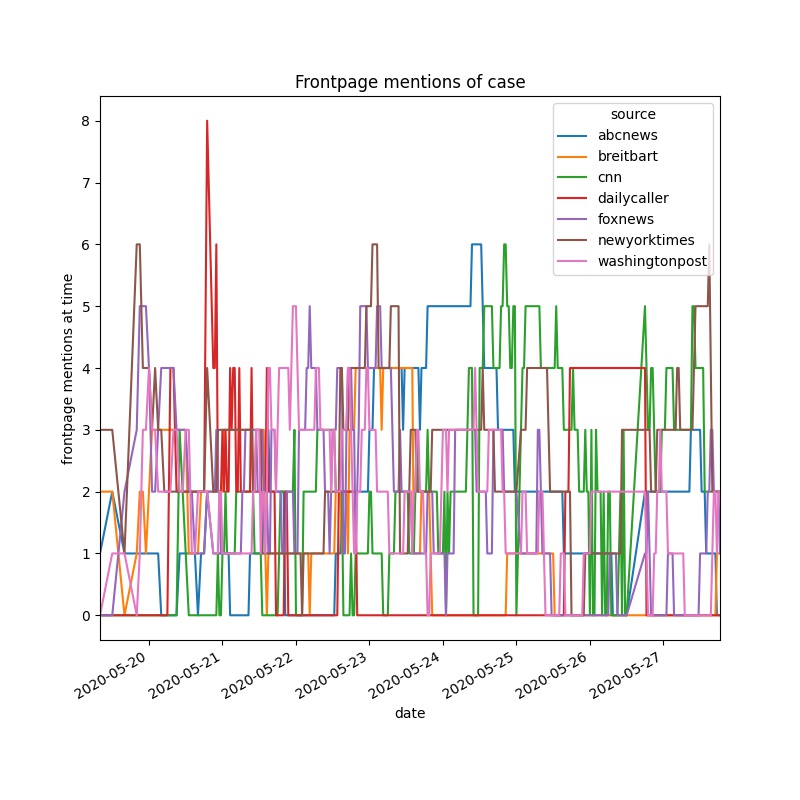 Frontpage mentions of case
source
abcnews
breitbart
cnn
dailycaller
foxnews
newyorktimes
washingtonpost
frontpage mentions at time
8
7
6
5
4
3
2
1
0
2020-05-20
2020-05-21
2020-05-22
2020-05-23
2020-05-24
2020-05-25
2020-05-26
2020-05-27
date